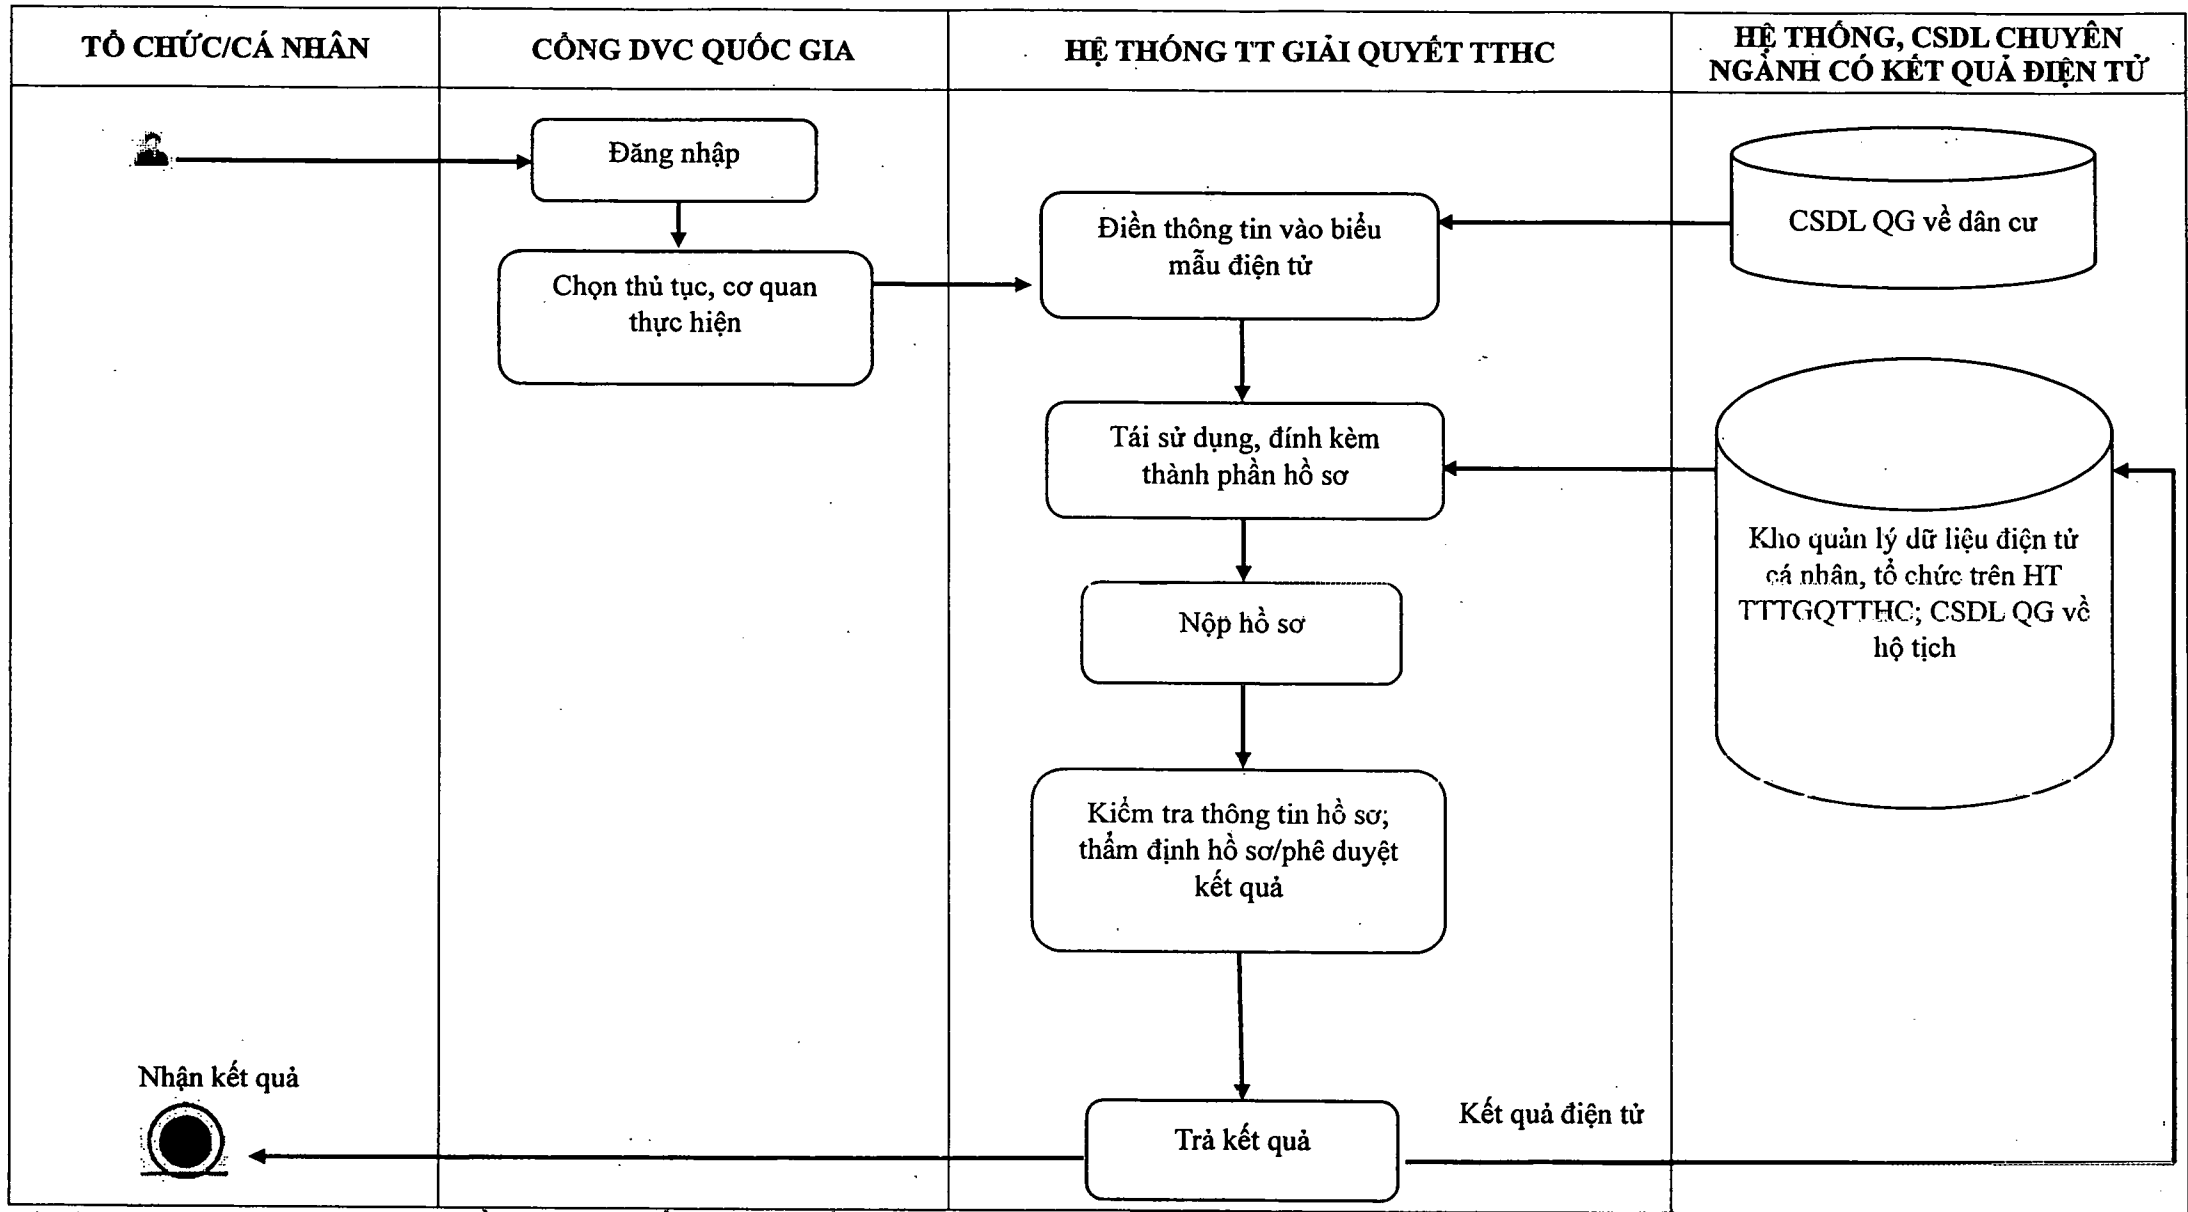 TỔ CHỨC/CÁ NHÂN
CỔNG DVC QUỐC GIA
HỆ THỐNG TT GIẢI QUYẾT TTHC
HỆ THỐNG, CSDL CHUYÊN
NGÀNH CÓ KẾT QUẢ ĐIỆN TỬ
Đăng nhập
Chọn thủ tục, cơ quan
thực hiện
Điền thông tin vào biểu
mẫu điện tử
CSDL QG về dân cư
Tái sử dụng, đính kèm
thành phần hồ sơ
Kho quản lý dữ liệu điện tử
cá nhân, tổ chức trên HT
TTTGQTTHC; CSDL QG về
hộ tịch
Nộp hồ sơ
Kiểm tra thông tin hồ sơ;
thẩm định hồ sơ/phê duyệt
kết quả
Nhận kết quả
Trả kết quả
Kết quả điện tử